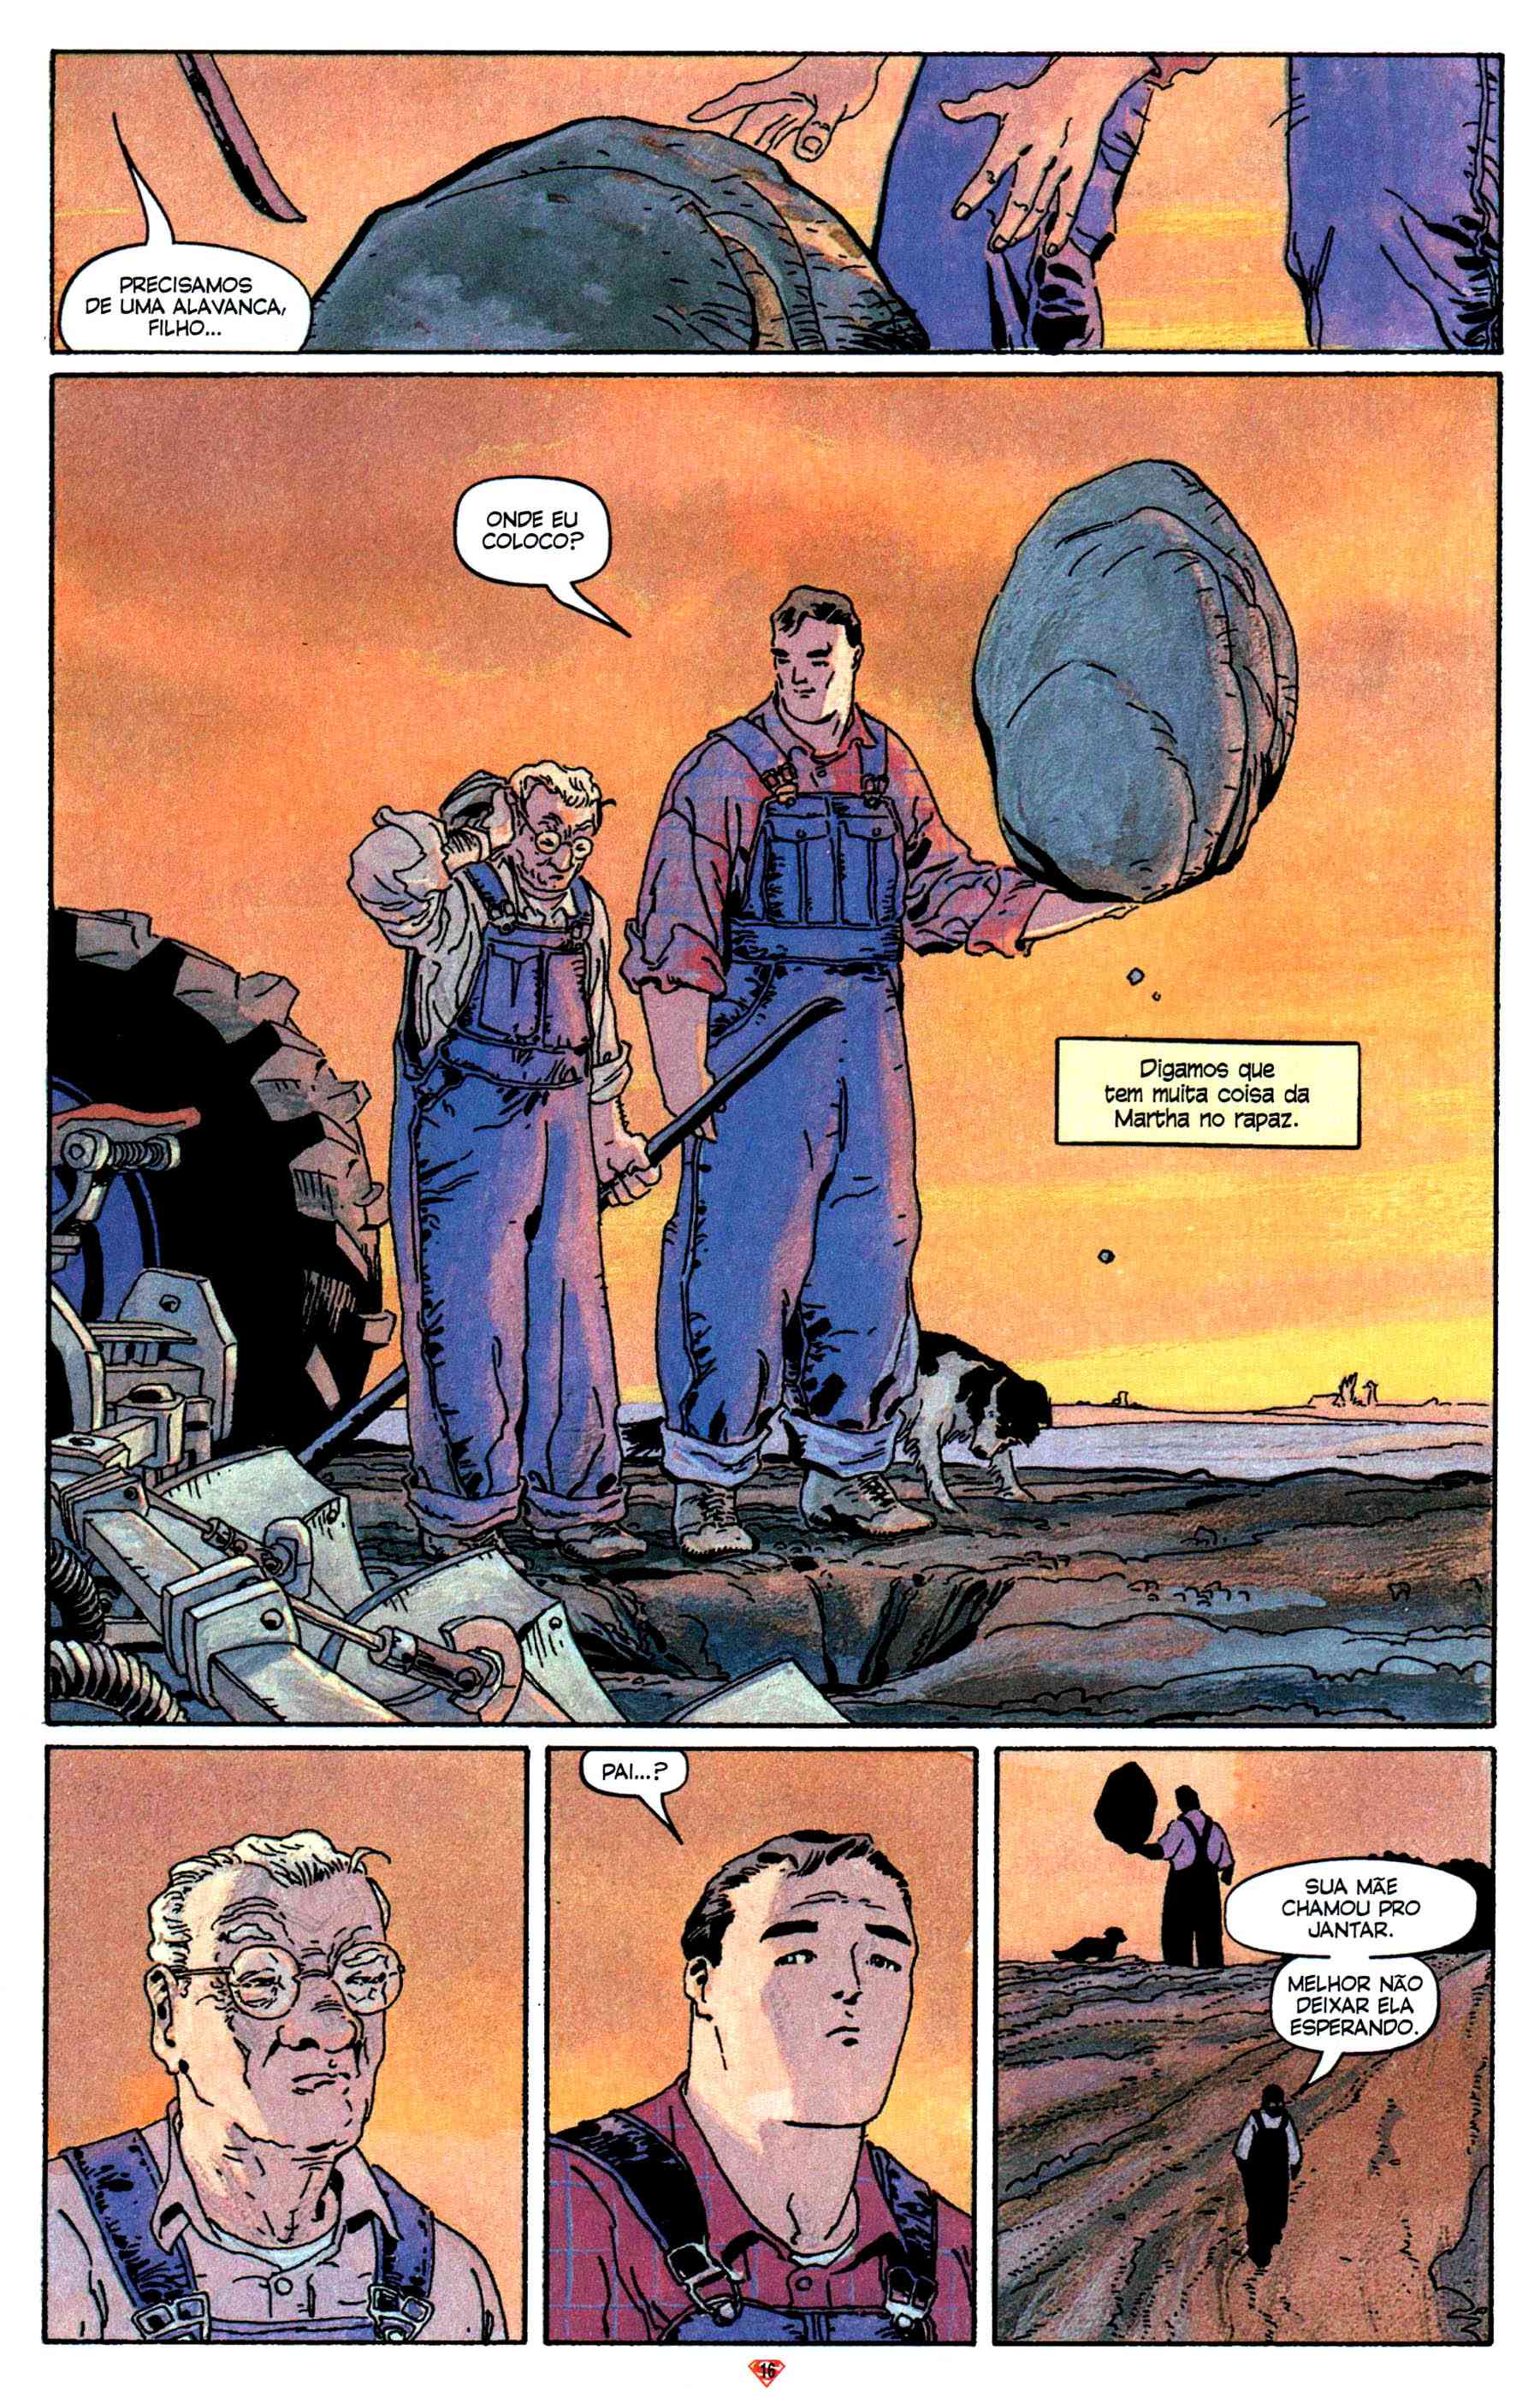 PRECISAMOS
DE UMA ALAVANCA,
FILHO...
ONDE EU
COLOCO?
Digamos que
tem muita coisa da
Martha no rapaz.
PAI...?
SUA MÃE
CHAMOU PRO
JANTAR.
MELHOR NÃO
DEIXAR ELA
ESPERANDO.
16